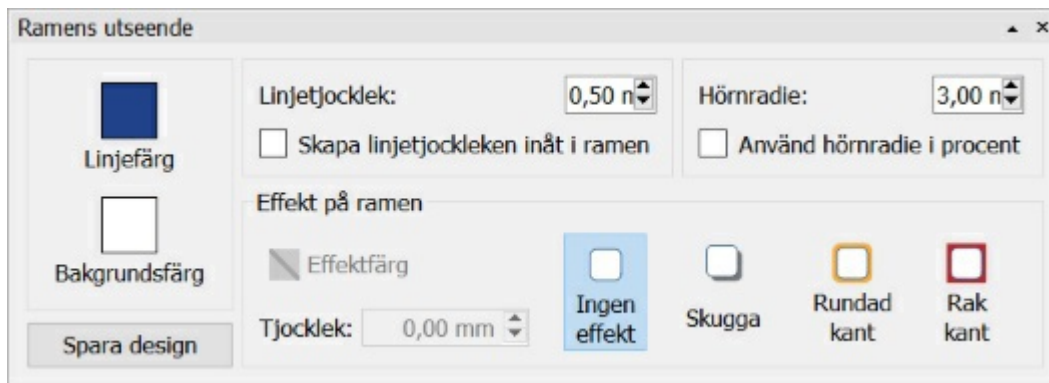 Ramens utseende
Linjefärg
Bakgrundsfärg
Spara design
Linjetjocklek: 0,50 n
Skapa linjetjockleken inåt i ramen
Hörnradie: 3,00 n
Använd hörnradie i procent
Effekt på ramen
Effektfärg
Tjocklek: 0,00 mm
Ingen
effekt
Skugga
Rundad
kant
Rak
kant